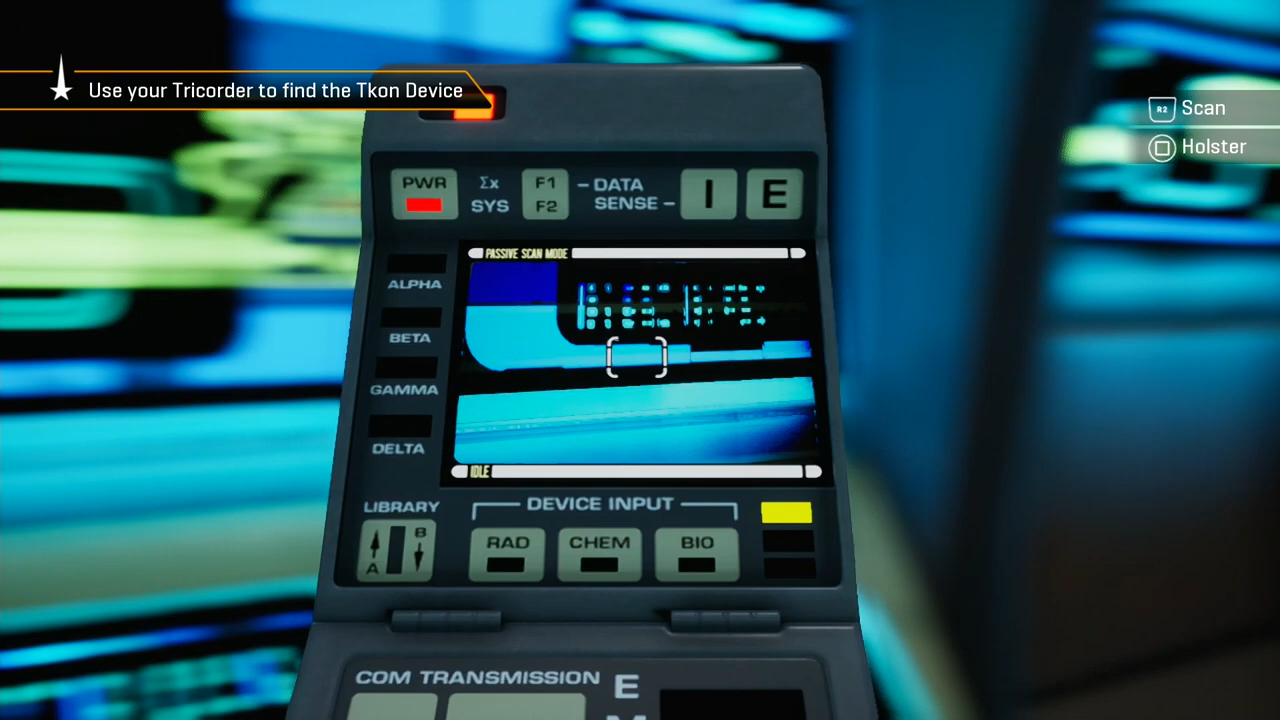 Use your Tricorder to find the Tkon Device
R2 Scan
Holster
PWR
Σx
SYS
F1
F2
DATA
SENSE
I
E
PASSIVE SCAN MODE
ALPHA
BETA
GAMMA
DELTA
IDLE
LIBRARY
B
A
DEVICE INPUT
RAD
CHEM
BIO
COM TRANSMISSION
E
M